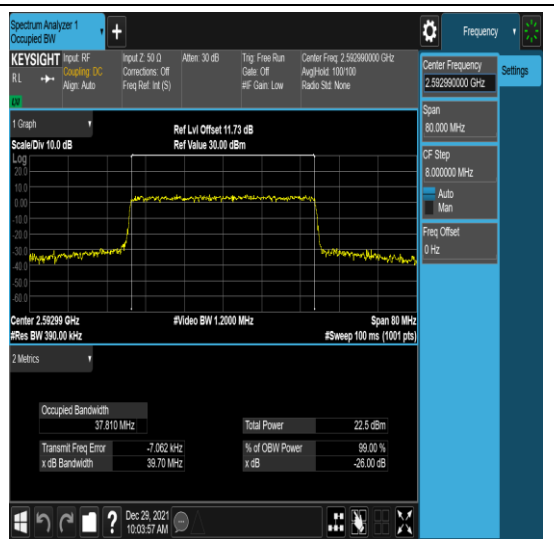 Spectrum Analyzer 1
Occupied BW
Frequency
KEYSIGHT
Input: RF
Coupling: DC
Align: Auto
Input Z: 50 Ω
Corrections: Off
Freq Ref: Int (S)
Atten: 30 dB
Trig: Free Run
Gate: Off
#IF Gain: Low
Center Freq: 2.592990000 GHz
Avg|Hold: 100/100
Radio Std: None
RL
Center Frequency
2.592990000 GHz
Settings
Span
80.000 MHz
CF Step
8.000000 MHz
Auto
Man
Freq Offset
0 Hz
1 Graph
Scale/Div 10.0 dB
Ref Lvl Offset 11.73 dB
Ref Value 30.00 dBm
Log
20.0
10.0
0.00
-10.0
-20.0
-30.0
-40.0
-50.0
-60.0
Center 2.59299 GHz
#Res BW 390.00 kHz
#Video BW 1.2000 MHz
Span 80 MHz
#Sweep 100 ms (1001 pts)
2 Metrics
Occupied Bandwidth
37.810 MHz
Total Power 22.5 dBm
Transmit Freq Error -7.062 kHz
% of OBW Power 99.00 %
x dB Bandwidth 39.70 MHz
x dB -26.00 dB
Dec 29, 2021
10:03:57 AM